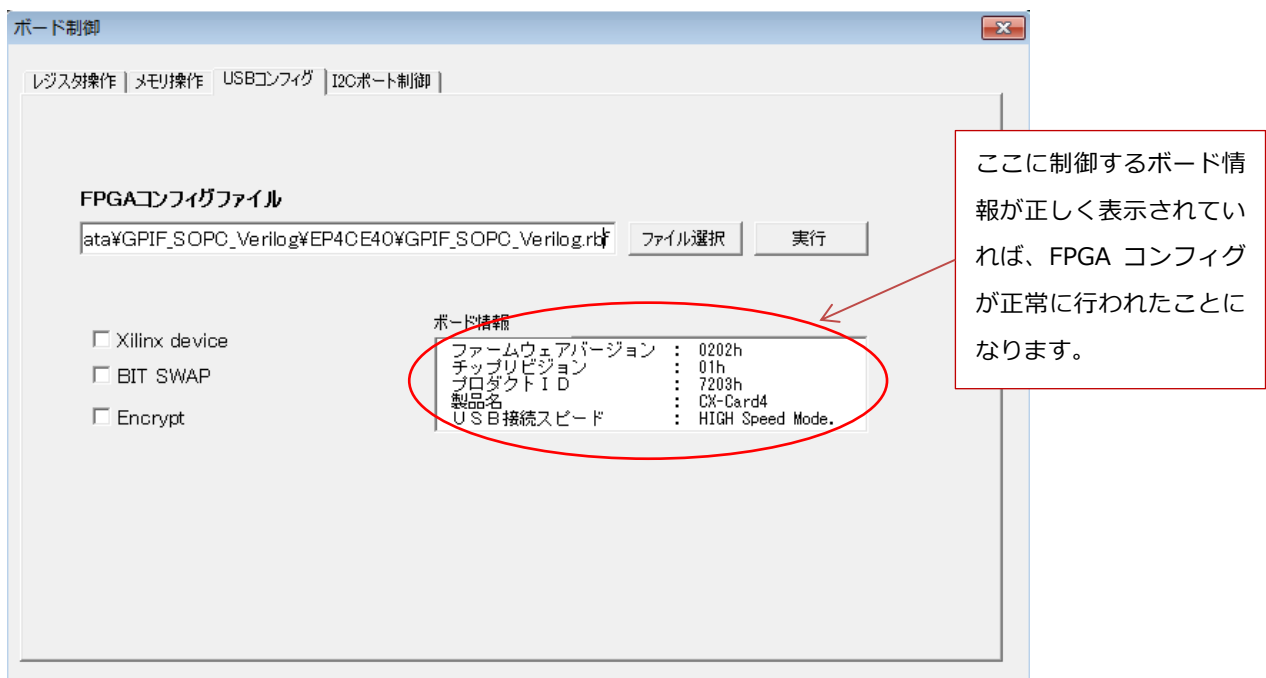 ボード制御
レジスタ操作 メモリ操作 USBコンフィグ I2Cポート制御
FPGAコンフィグファイル
ata¥GPIF_SOPC_Verilog¥EP4CE40¥GPIF_SOPC_Verilog.rbf ファイル選択 実行
Xilinx device
BIT SWAP
Encrypt
ボード情報
ファームウェアバージョン : 0202h
チップリビジョン : 01h
プロダクトID : 7203h
製品名 : CX-Card4
USB接続スピード : HIGH Speed Mode.
ここに制御するボード情
報が正しく表示されてい
れば、FPGA コンフィグ
が正常に行われたことに
なります。